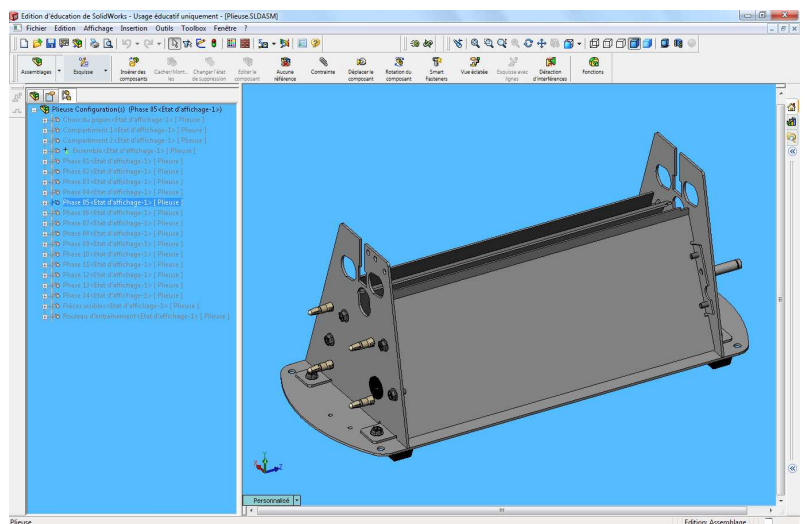 Edition d'éducation de SolidWorks - Usage éducatif uniquement - [Plieuse.SLDASM]
Fichier Edition Affichage Insertion Outils Toolbox Fenêtre ?
Assemblages Esquisse Insérer des composants Cacher/Mont... les Changer l'état de suppression Editer le composant Aucune référence Contrainte Déplacer le composant Rotation du composant Smart Fasteners Vue éclatée Esquisse avec lignes Détection d'interférences Fonctions
Plieuse Configuration(s) (Phase 05<Etat d'affichage-1>)
Choix du papier<Etat d'affichage-1> [ Plieuse ]
Compartiment 1<Etat d'affichage-1> [ Plieuse ]
Compartiment 2<Etat d'affichage-1> [ Plieuse ]
Ensemble<Etat d'affichage-1> [ Plieuse ]
Phase 01<Etat d'affichage-1> [ Plieuse ]
Phase 02<Etat d'affichage-1> [ Plieuse ]
Phase 03<Etat d'affichage-1> [ Plieuse ]
Phase 04<Etat d'affichage-1> [ Plieuse ]
Phase 05<Etat d'affichage-1> [ Plieuse ]
Phase 06<Etat d'affichage-1> [ Plieuse ]
Phase 07<Etat d'affichage-1> [ Plieuse ]
Phase 08<Etat d'affichage-1> [ Plieuse ]
Phase 09<Etat d'affichage-1> [ Plieuse ]
Phase 10<Etat d'affichage-1> [ Plieuse ]
Phase 11<Etat d'affichage-1> [ Plieuse ]
Phase 12<Etat d'affichage-1> [ Plieuse ]
Phase 13<Etat d'affichage-1> [ Plieuse ]
Phase 14<Etat d'affichage-1> [ Plieuse ]
Pièces visibles<Etat d'affichage-1> [ Plieuse ]
Rouleau d'entrainement<Etat d'affichage-1> [ Plieuse ]
Y
Z
Personnalisé
Plieuse
Edition: Assemblage